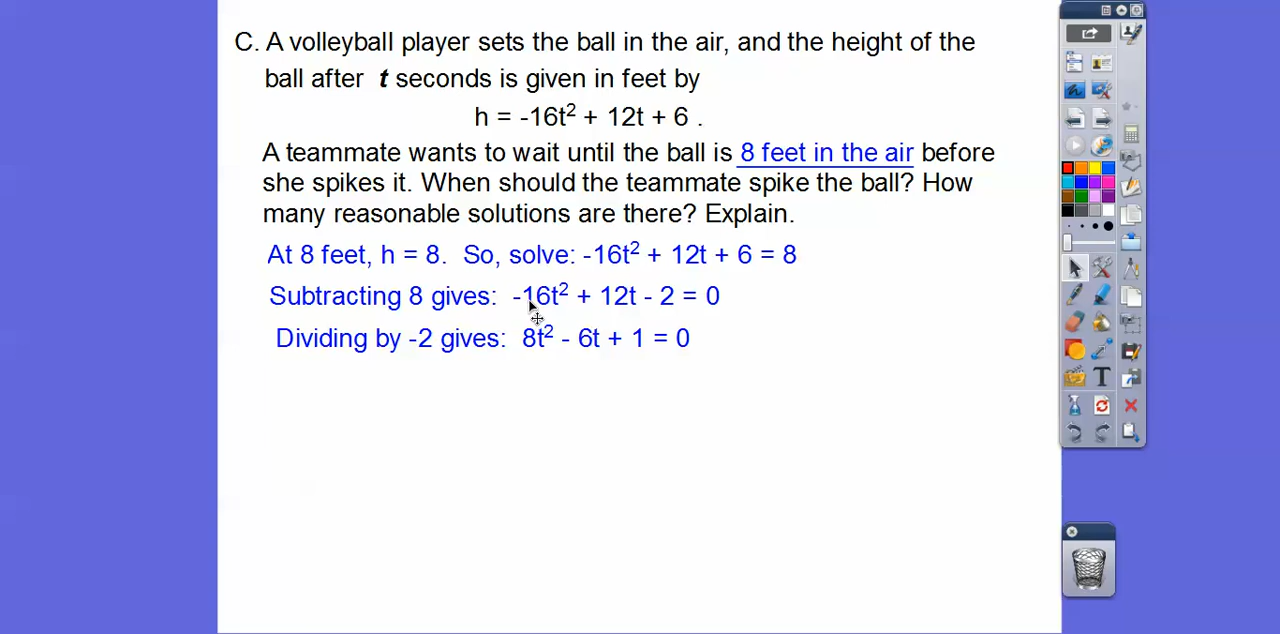 C. A volleyball player sets the ball in the air, and the height of the
ball after t seconds is given in feet by
h = -16t² + 12t + 6 .
A teammate wants to wait until the ball is 8 feet in the air before
she spikes it. When should the teammate spike the ball? How
many reasonable solutions are there? Explain.
At 8 feet, h = 8. So, solve: -16t² + 12t + 6 = 8
Subtracting 8 gives: -16t² + 12t - 2 = 0
Dividing by -2 gives: 8t² - 6t + 1 = 0